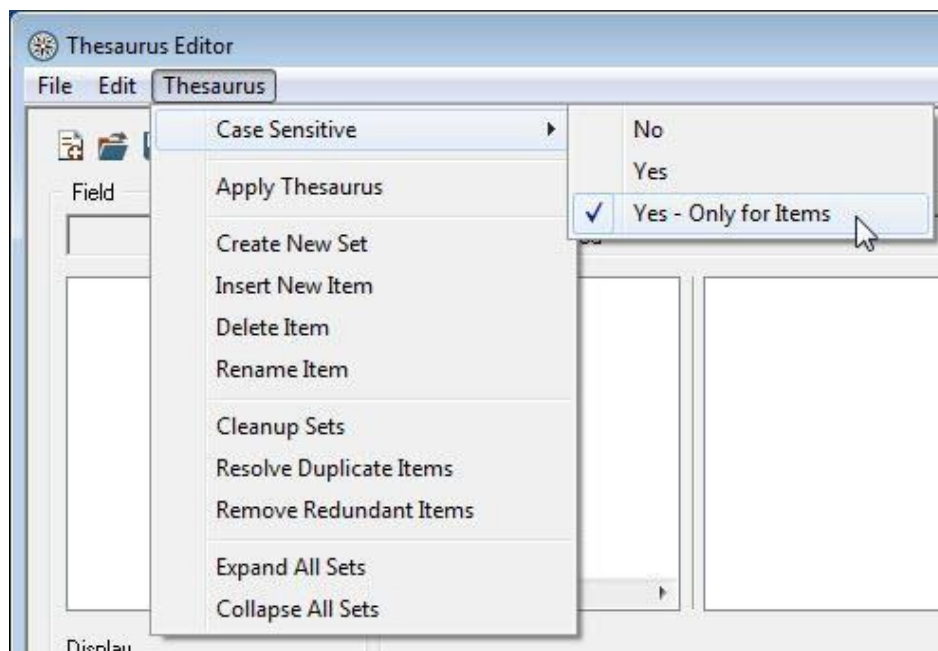 Thesaurus Editor
File Edit Thesaurus
Case Sensitive
No
Yes
Yes - Only for Items
Apply Thesaurus
Field
Create New Set
Insert New Item
Delete Item
Rename Item
Cleanup Sets
Resolve Duplicate Items
Remove Redundant Items
Expand All Sets
Collapse All Sets
Display